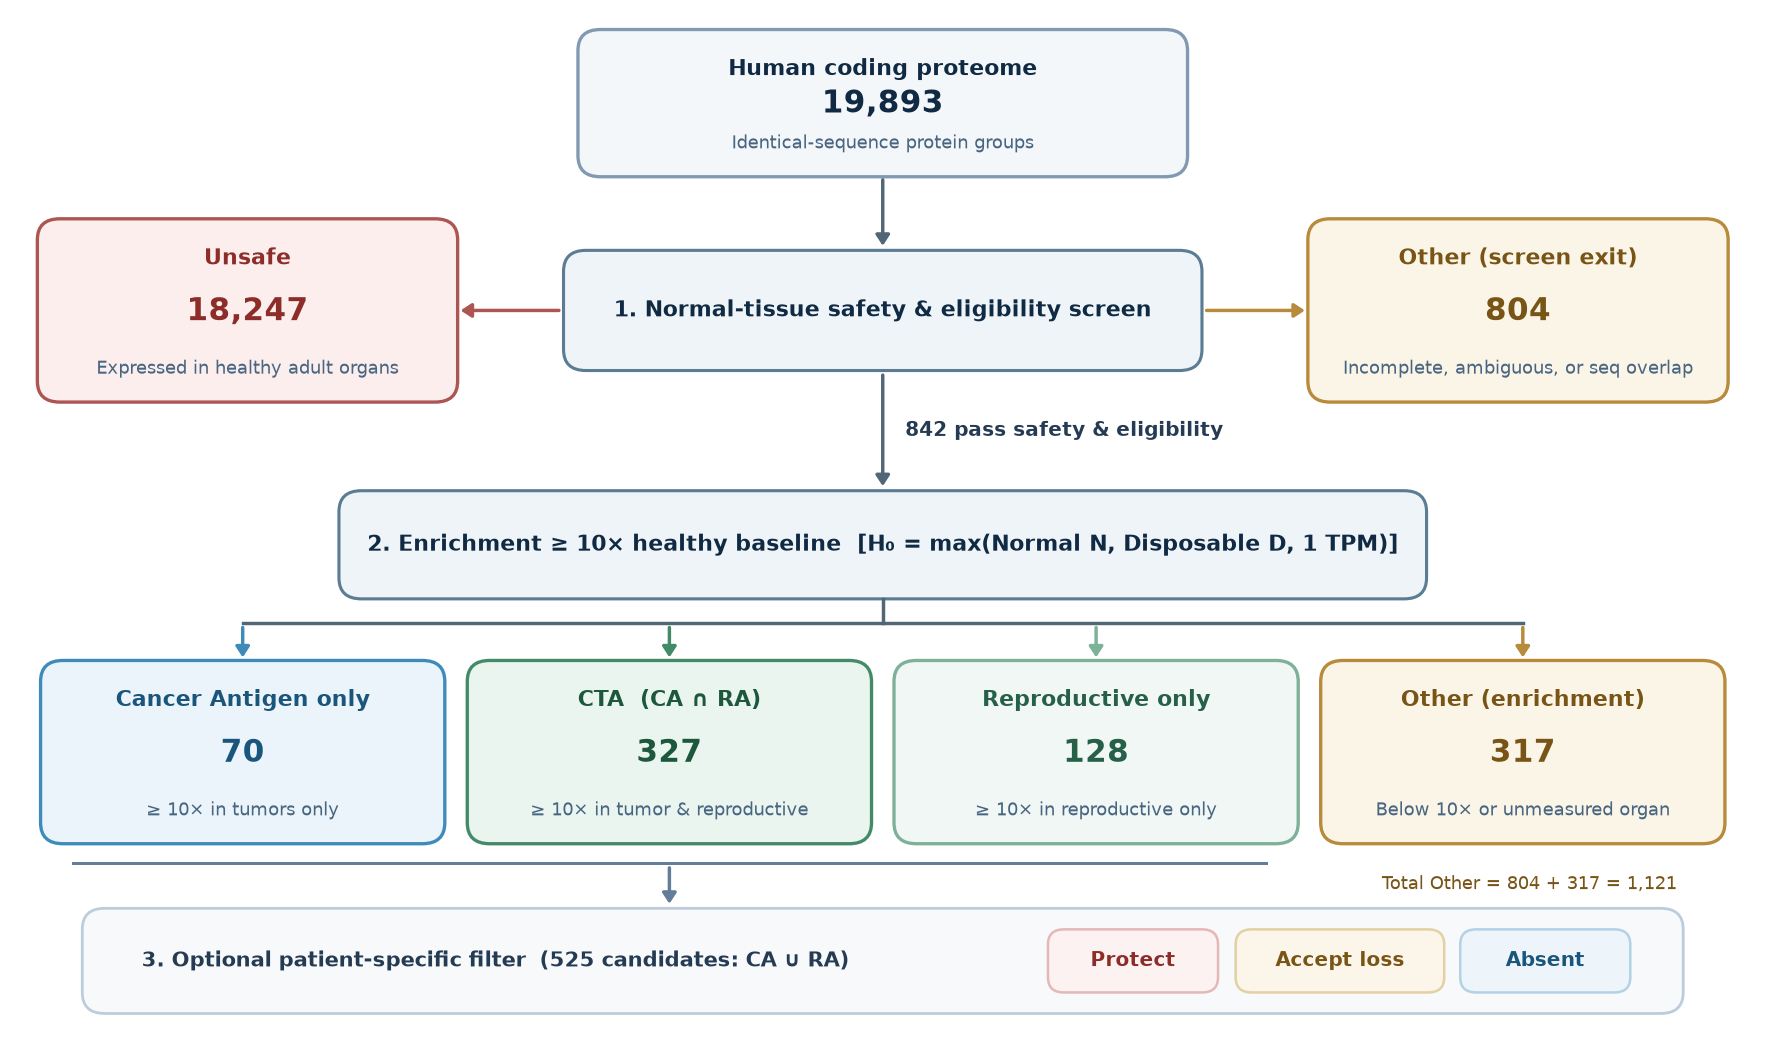 Human coding proteome
19,893
Identical-sequence protein groups
Unsafe
18,247
Expressed in healthy adult organs
1. Normal-tissue safety & eligibility screen
Other (screen exit)
804
Incomplete, ambiguous, or seq overlap
842 pass safety & eligibility
2. Enrichment ≥ 10× healthy baseline  [H₀ = max(Normal N, Disposable D, 1 TPM)]
Cancer Antigen only
70
≥ 10× in tumors only
CTA  (CA ∩ RA)
327
≥ 10× in tumor & reproductive
Reproductive only
128
≥ 10× in reproductive only
Other (enrichment)
317
Below 10× or unmeasured organ
Total Other = 804 + 317 = 1,121
3. Optional patient-specific filter  (525 candidates: CA ∪ RA)
Protect
Accept loss
Absent